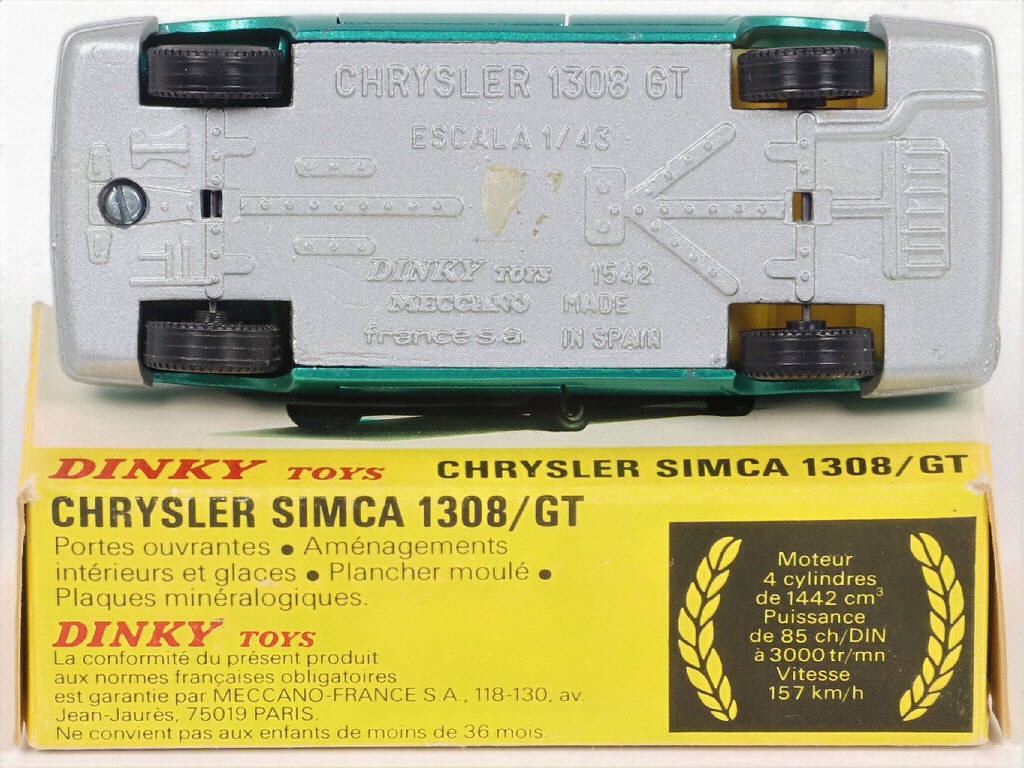 CHRYSLER 1308 GT
ESCALA 1/43
DINKY TOYS 1542
MECCANO MADE
france s.a. IN SPAIN
DINKY TOYS CHRYSLER SIMCA 1308/GT
CHRYSLER SIMCA 1308/GT
Portes ouvrantes • Aménagements
intérieurs et glaces • Plancher moulé •
Plaques minéralogiques.
DINKY TOYS
La conformité du présent produit
aux normes françaises obligatoires
est garantie par MECCANO-FRANCE S A., 118-130, av.
Jean-Jaurès, 75019 PARIS.
Ne convient pas aux enfants de moins de 36 mois.
Moteur
4 cylindres
de 1442 cm³
Puissance
de 85 ch/DIN
à 3000 tr/mn
Vitesse
157 km/h